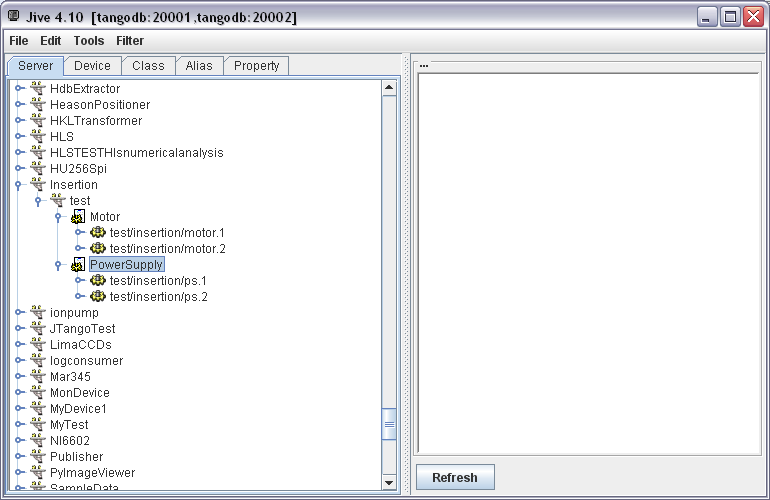 Jive 4.10 [tangodb:20001,tangodb:20002]
File Edit Tools Filter
Server Device Class Alias Property
...
HdbExtractor
HeasonPositioner
HKLTransformer
HLS
HLSTESTHlsnumericalanalysis
HU256Spi
Insertion
test
Motor
test/insertion/motor.1
test/insertion/motor.2
PowerSupply
test/insertion/ps.1
test/insertion/ps.2
ionpump
JTangoTest
LimaCCDs
logconsumer
Mar345
MonDevice
MyDevice1
MyTest
NI6602
Publisher
PyImageViewer
SampleData
Refresh